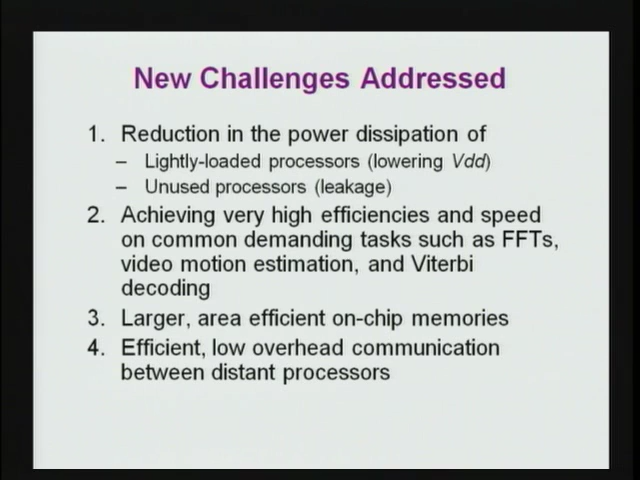 New Challenges Addressed
1. Reduction in the power dissipation of
– Lightly-loaded processors (lowering Vdd)
– Unused processors (leakage)
2. Achieving very high efficiencies and speed
on common demanding tasks such as FFTs,
video motion estimation, and Viterbi
decoding
3. Larger, area efficient on-chip memories
4. Efficient, low overhead communication
between distant processors